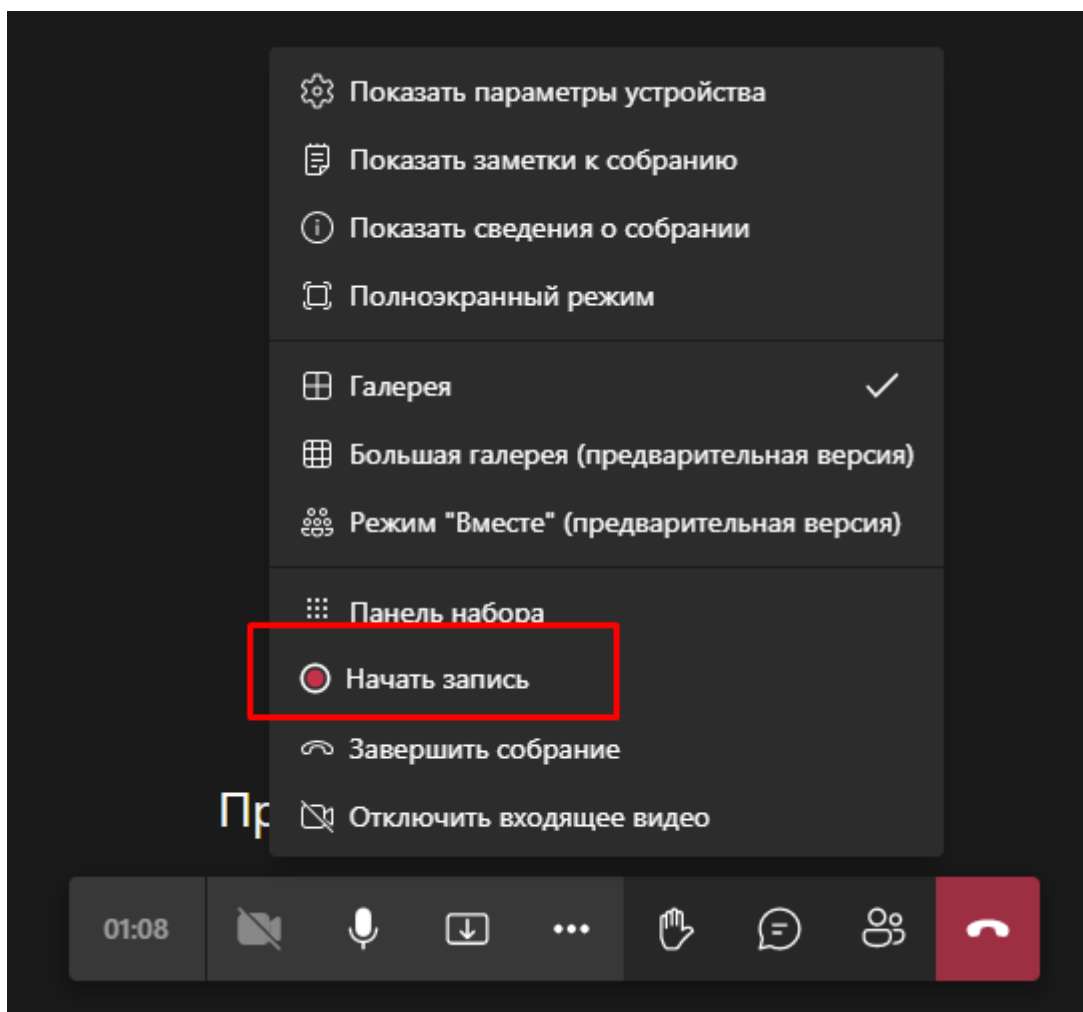 Показать параметры устройства
Показать заметки к собранию
Показать сведения о собрании
Полноэкранный режим
Галерея
Большая галерея (предварительная версия)
Режим "Вместе" (предварительная версия)
Панель набора
Начать запись
Завершить собрание
Пр
Отключить входящее видео
01:08